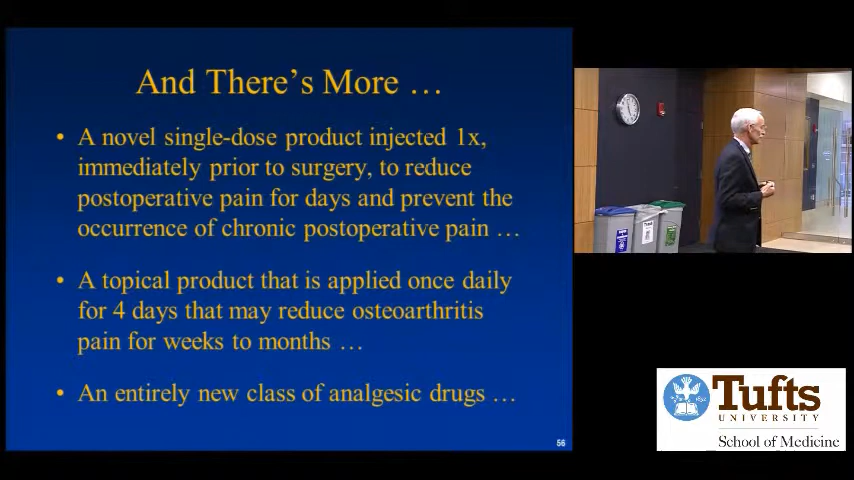 And There's More …
• A novel single-dose product injected 1x,
immediately prior to surgery, to reduce
postoperative pain for days and prevent the
occurrence of chronic postoperative pain …
• A topical product that is applied once daily
for 4 days that may reduce osteoarthritis
pain for weeks to months …
• An entirely new class of analgesic drugs …
56
Tufts
UNIVERSITY
School of Medicine